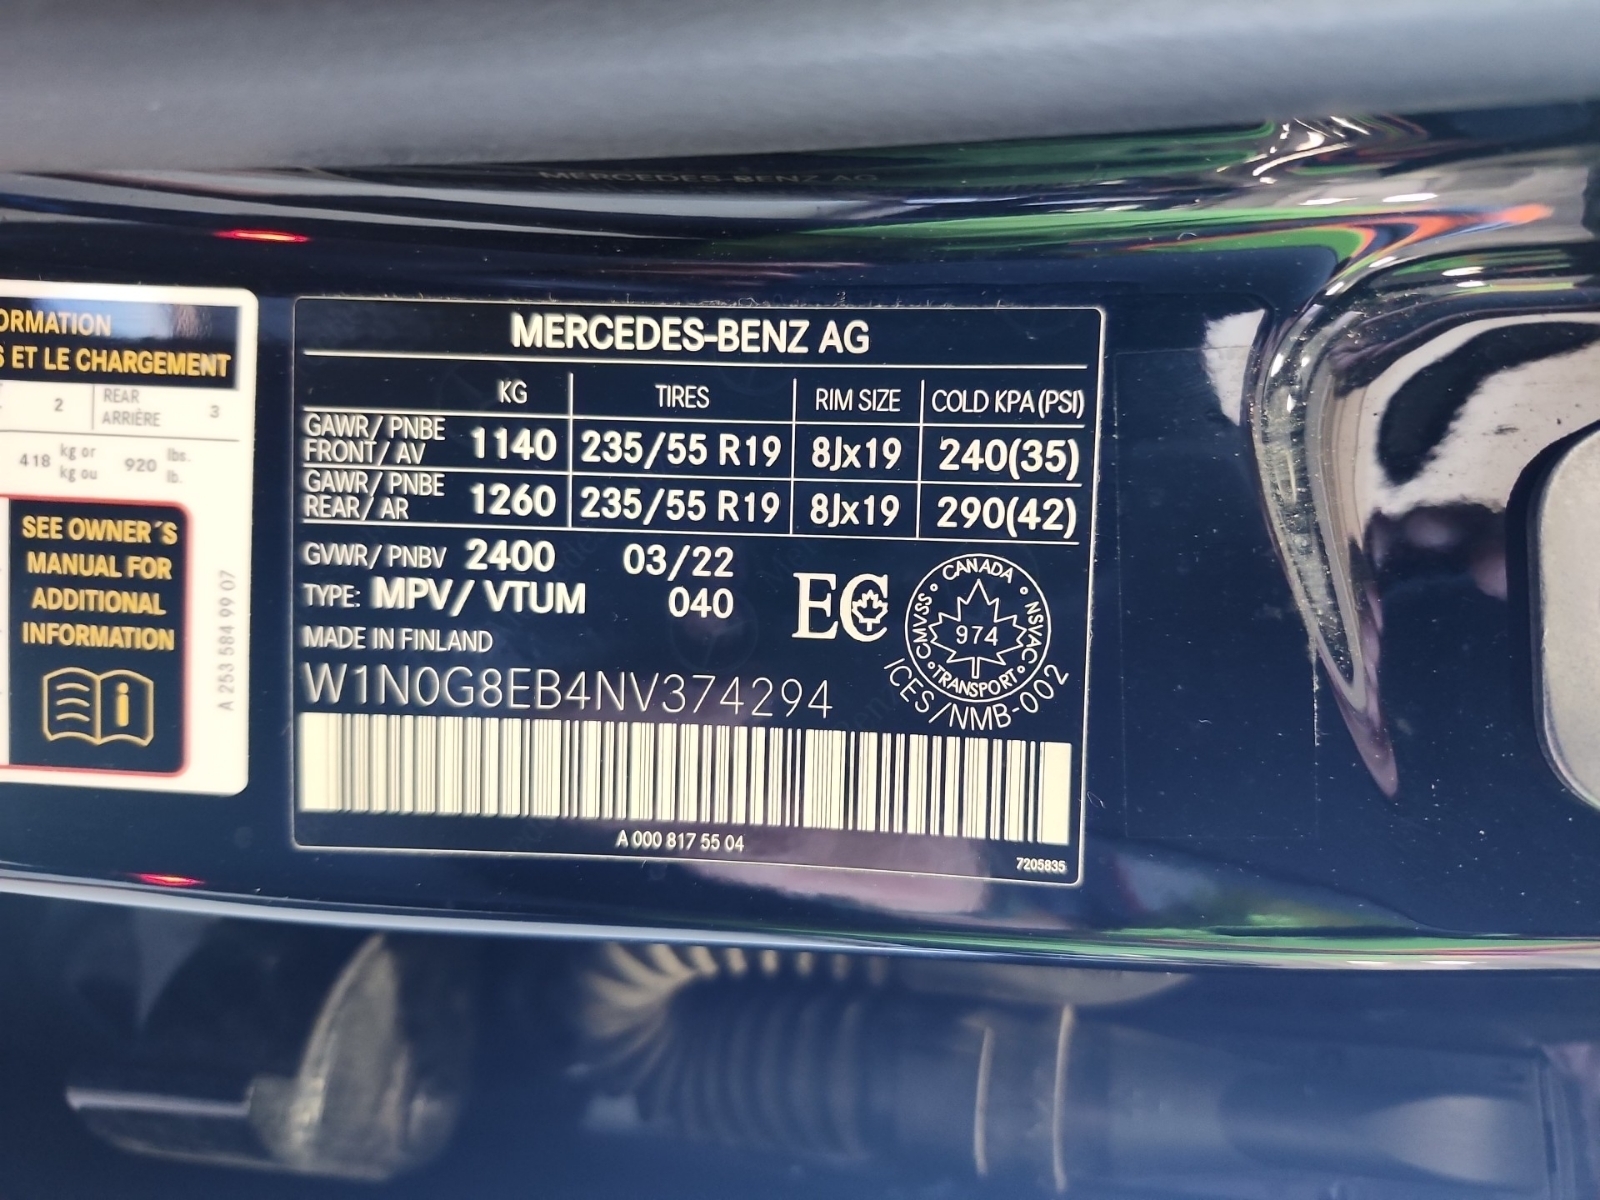 ORMATION
S ET LE CHARGEMENT
2
REAR
ARRIÈRE
3
418
kg or
kg ou
920
lbs.
lb.
SEE OWNER´S
MANUAL FOR
ADDITIONAL
INFORMATION
A 253 584 99 07
MERCEDES-BENZ AG
KG TIRES RIM SIZE COLD KPA (PSI)
GAWR/ PNBE
FRONT/ AV
1140 235/55 R19 8Jx19 240(35)
GAWR/ PNBE
REAR/ AR
1260 235/55 R19 8Jx19 290(42)
GVWR/ PNBV 2400 03/22
TYPE: MPV/ VTUM 040
MADE IN FINLAND
W1N0G8EB4NV374294
EC
CANADA
NSVAC
TRANSPORT
CMVSS
974
ICES/NMB-002
A 000 817 55 04
7205835